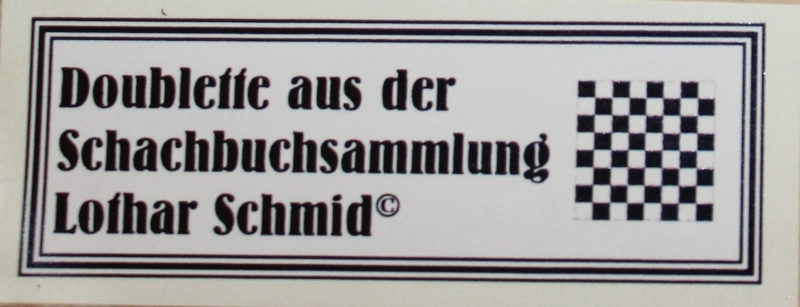 Doublette aus der
Schachbuchsammlung
Lothar Schmid©